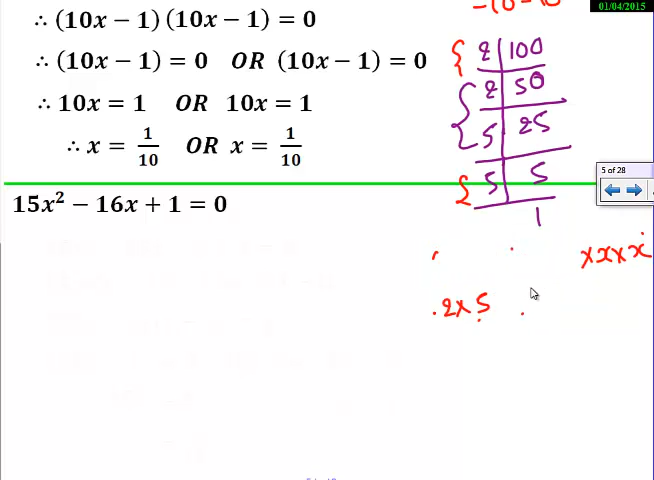 ∴ (10x − 1) (10x − 1) = 0
∴ (10x − 1) = 0 OR (10x − 1) = 0
∴ 10x = 1 OR 10x = 1
∴ x = 1/10 OR x = 1/10
15x² − 16x + 1 = 0
-10 -10
01/04/2015
2 | 100
2 | 50
5 | 25
5 | 5
1
5 of 28
xxxx
.2x5 .